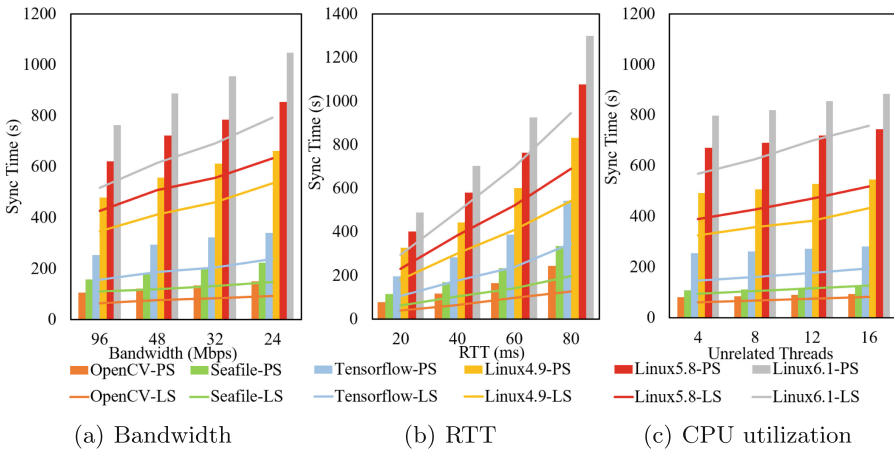 1200
1000
800
600
400
200
0
Sync Time (s)
96 48 32 24
Bandwidth (Mbps)
1400
1200
1000
800
600
400
200
0
Sync Time (s)
20 40 60 80
RTT (ms)
1200
1000
800
600
400
200
0
Sync Time (s)
4 8 12 16
Unrelated Threads
OpenCV-PS Seafile-PS Tensorflow-PS Linux4.9-PS Linux5.8-PS Linux6.1-PS
OpenCV-LS Seafile-LS Tensorflow-LS Linux4.9-LS Linux5.8-LS Linux6.1-LS
(a) Bandwidth (b) RTT (c) CPU utilization